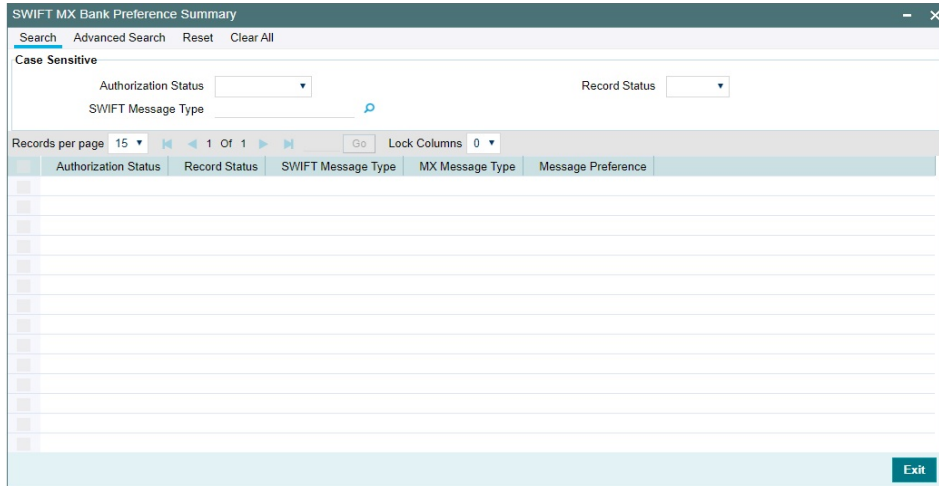 SWIFT MX Bank Preference Summary
Search Advanced Search Reset Clear All
Case Sensitive
Authorization Status Record Status
SWIFT Message Type
Records per page 15 1 Of 1 Go Lock Columns 0
Authorization Status Record Status SWIFT Message Type MX Message Type Message Preference
Exit